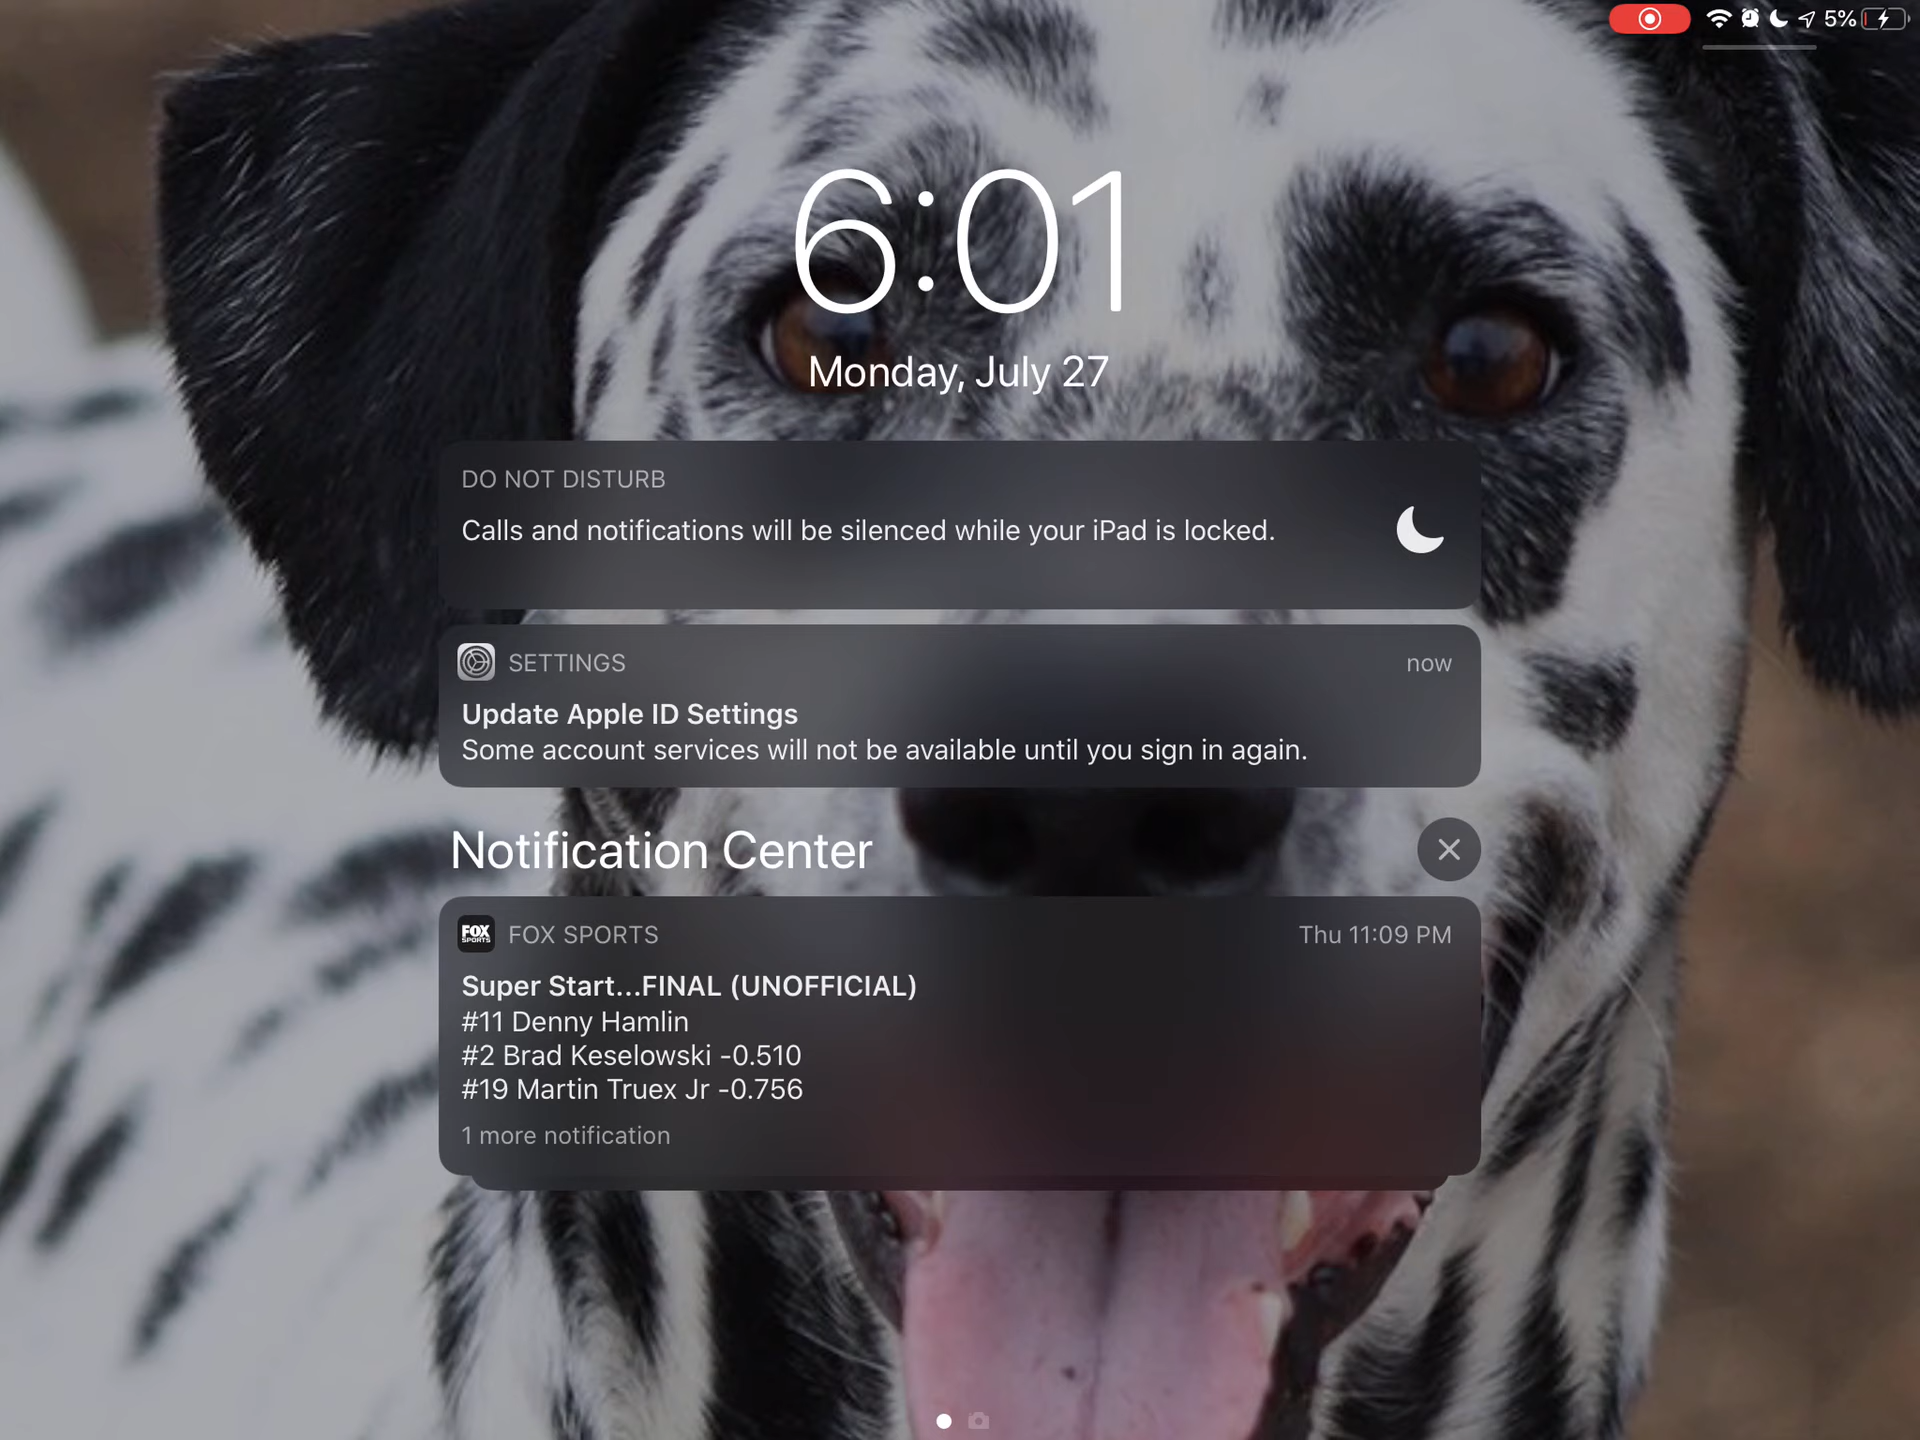 5%
6:01
Monday, July 27
DO NOT DISTURB
Calls and notifications will be silenced while your iPad is locked.
SETTINGS
now
Update Apple ID Settings
Some account services will not be available until you sign in again.
Notification Center
FOX SPORTS
FOX SPORTS
Thu 11:09 PM
Super Start...FINAL (UNOFFICIAL)
#11 Denny Hamlin
#2 Brad Keselowski -0.510
#19 Martin Truex Jr -0.756
1 more notification